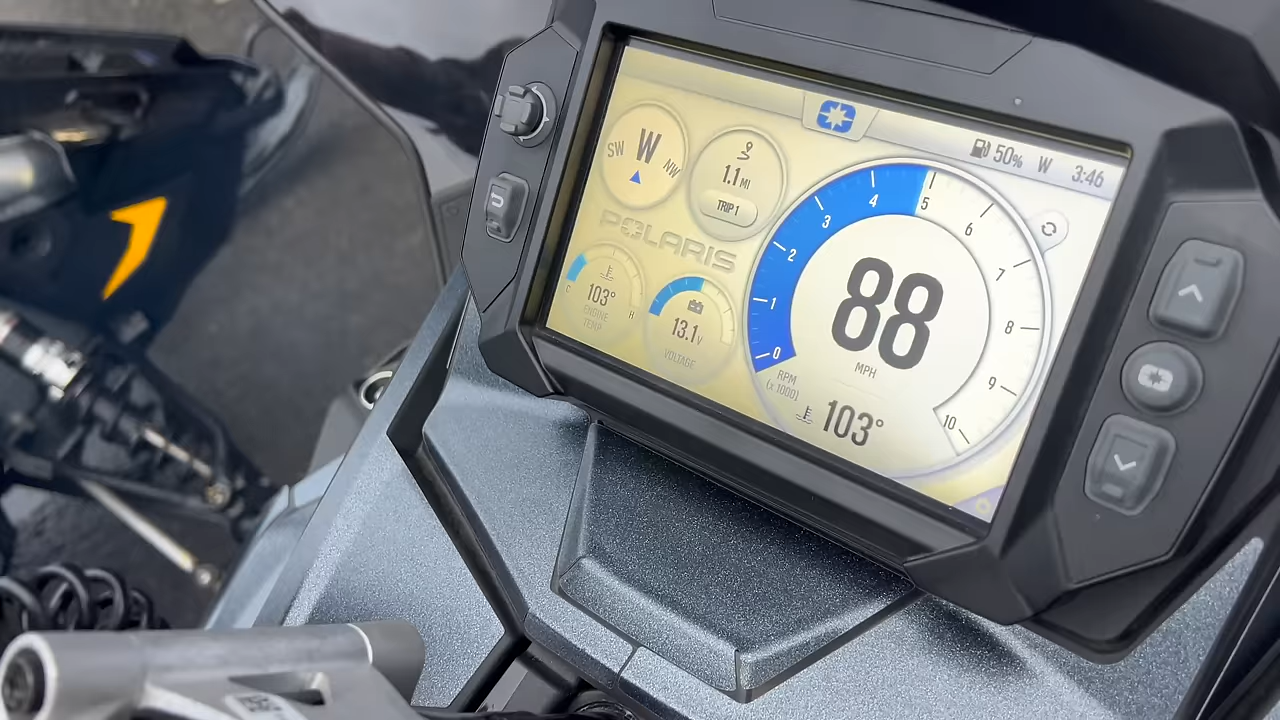 50% W 3:46
SW W NW
1.1 MI
TRIP 1
POLARIS
C H
103°
ENGINE
TEMP
13.1V
VOLTAGE
0 1 2 3 4 5 6 7 8 9 10
88
MPH
RPM
(x1000)
103°